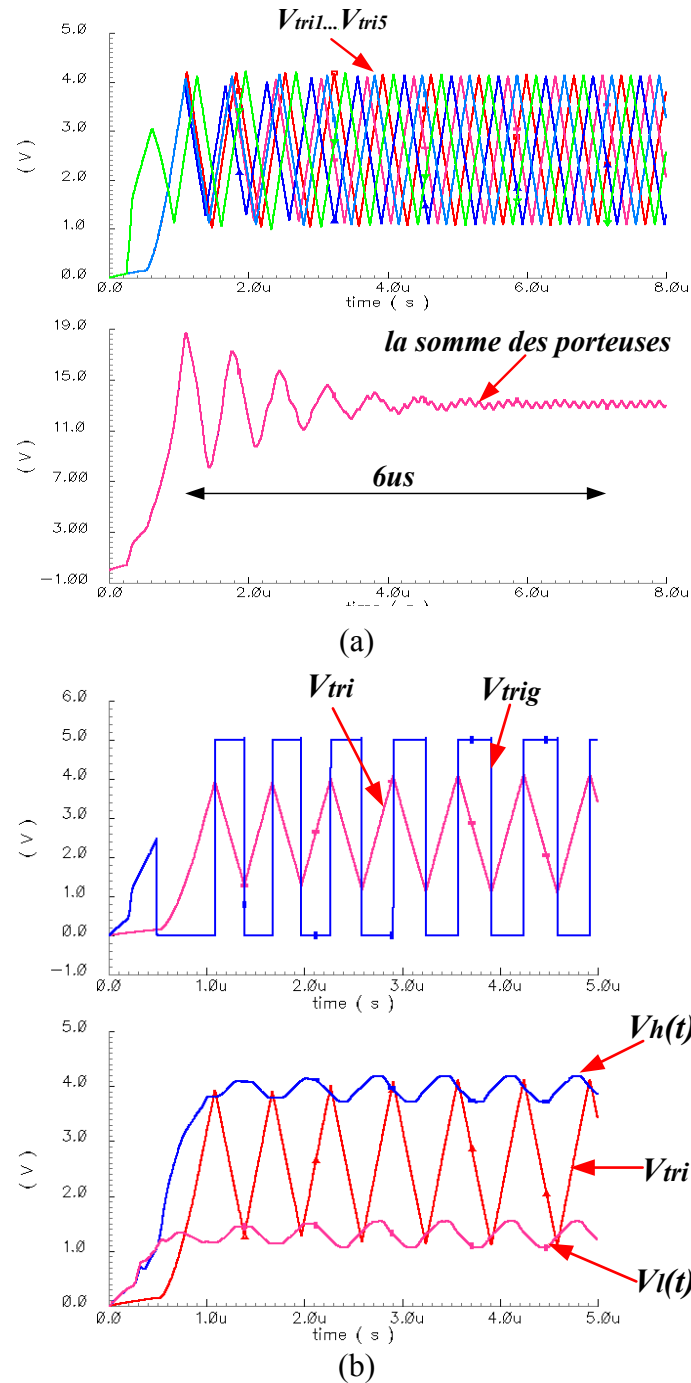 Vtri1...Vtri5
5.0
4.0
3.0
2.0
1.0
0.0
( V )
0.0 2.0u 4.0u 6.0u 8.0u
time ( s )
la somme des porteuses
19.0
15.0
11.0
7.00
3.00
-1.00
( V )
6us
0.0 2.0u 4.0u 6.0u 8.0u
time ( s )
(a)
Vtri
Vtrig
6.0
5.0
4.0
3.0
2.0
1.0
0.0
-1.0
( V )
0.0 1.0u 2.0u 3.0u 4.0u 5.0u
time ( s )
Vh(t)
5.0
4.0
3.0
2.0
1.0
0.0
( V )
Vtri
Vl(t)
0.0 1.0u 2.0u 3.0u 4.0u 5.0u
time ( s )
(b)